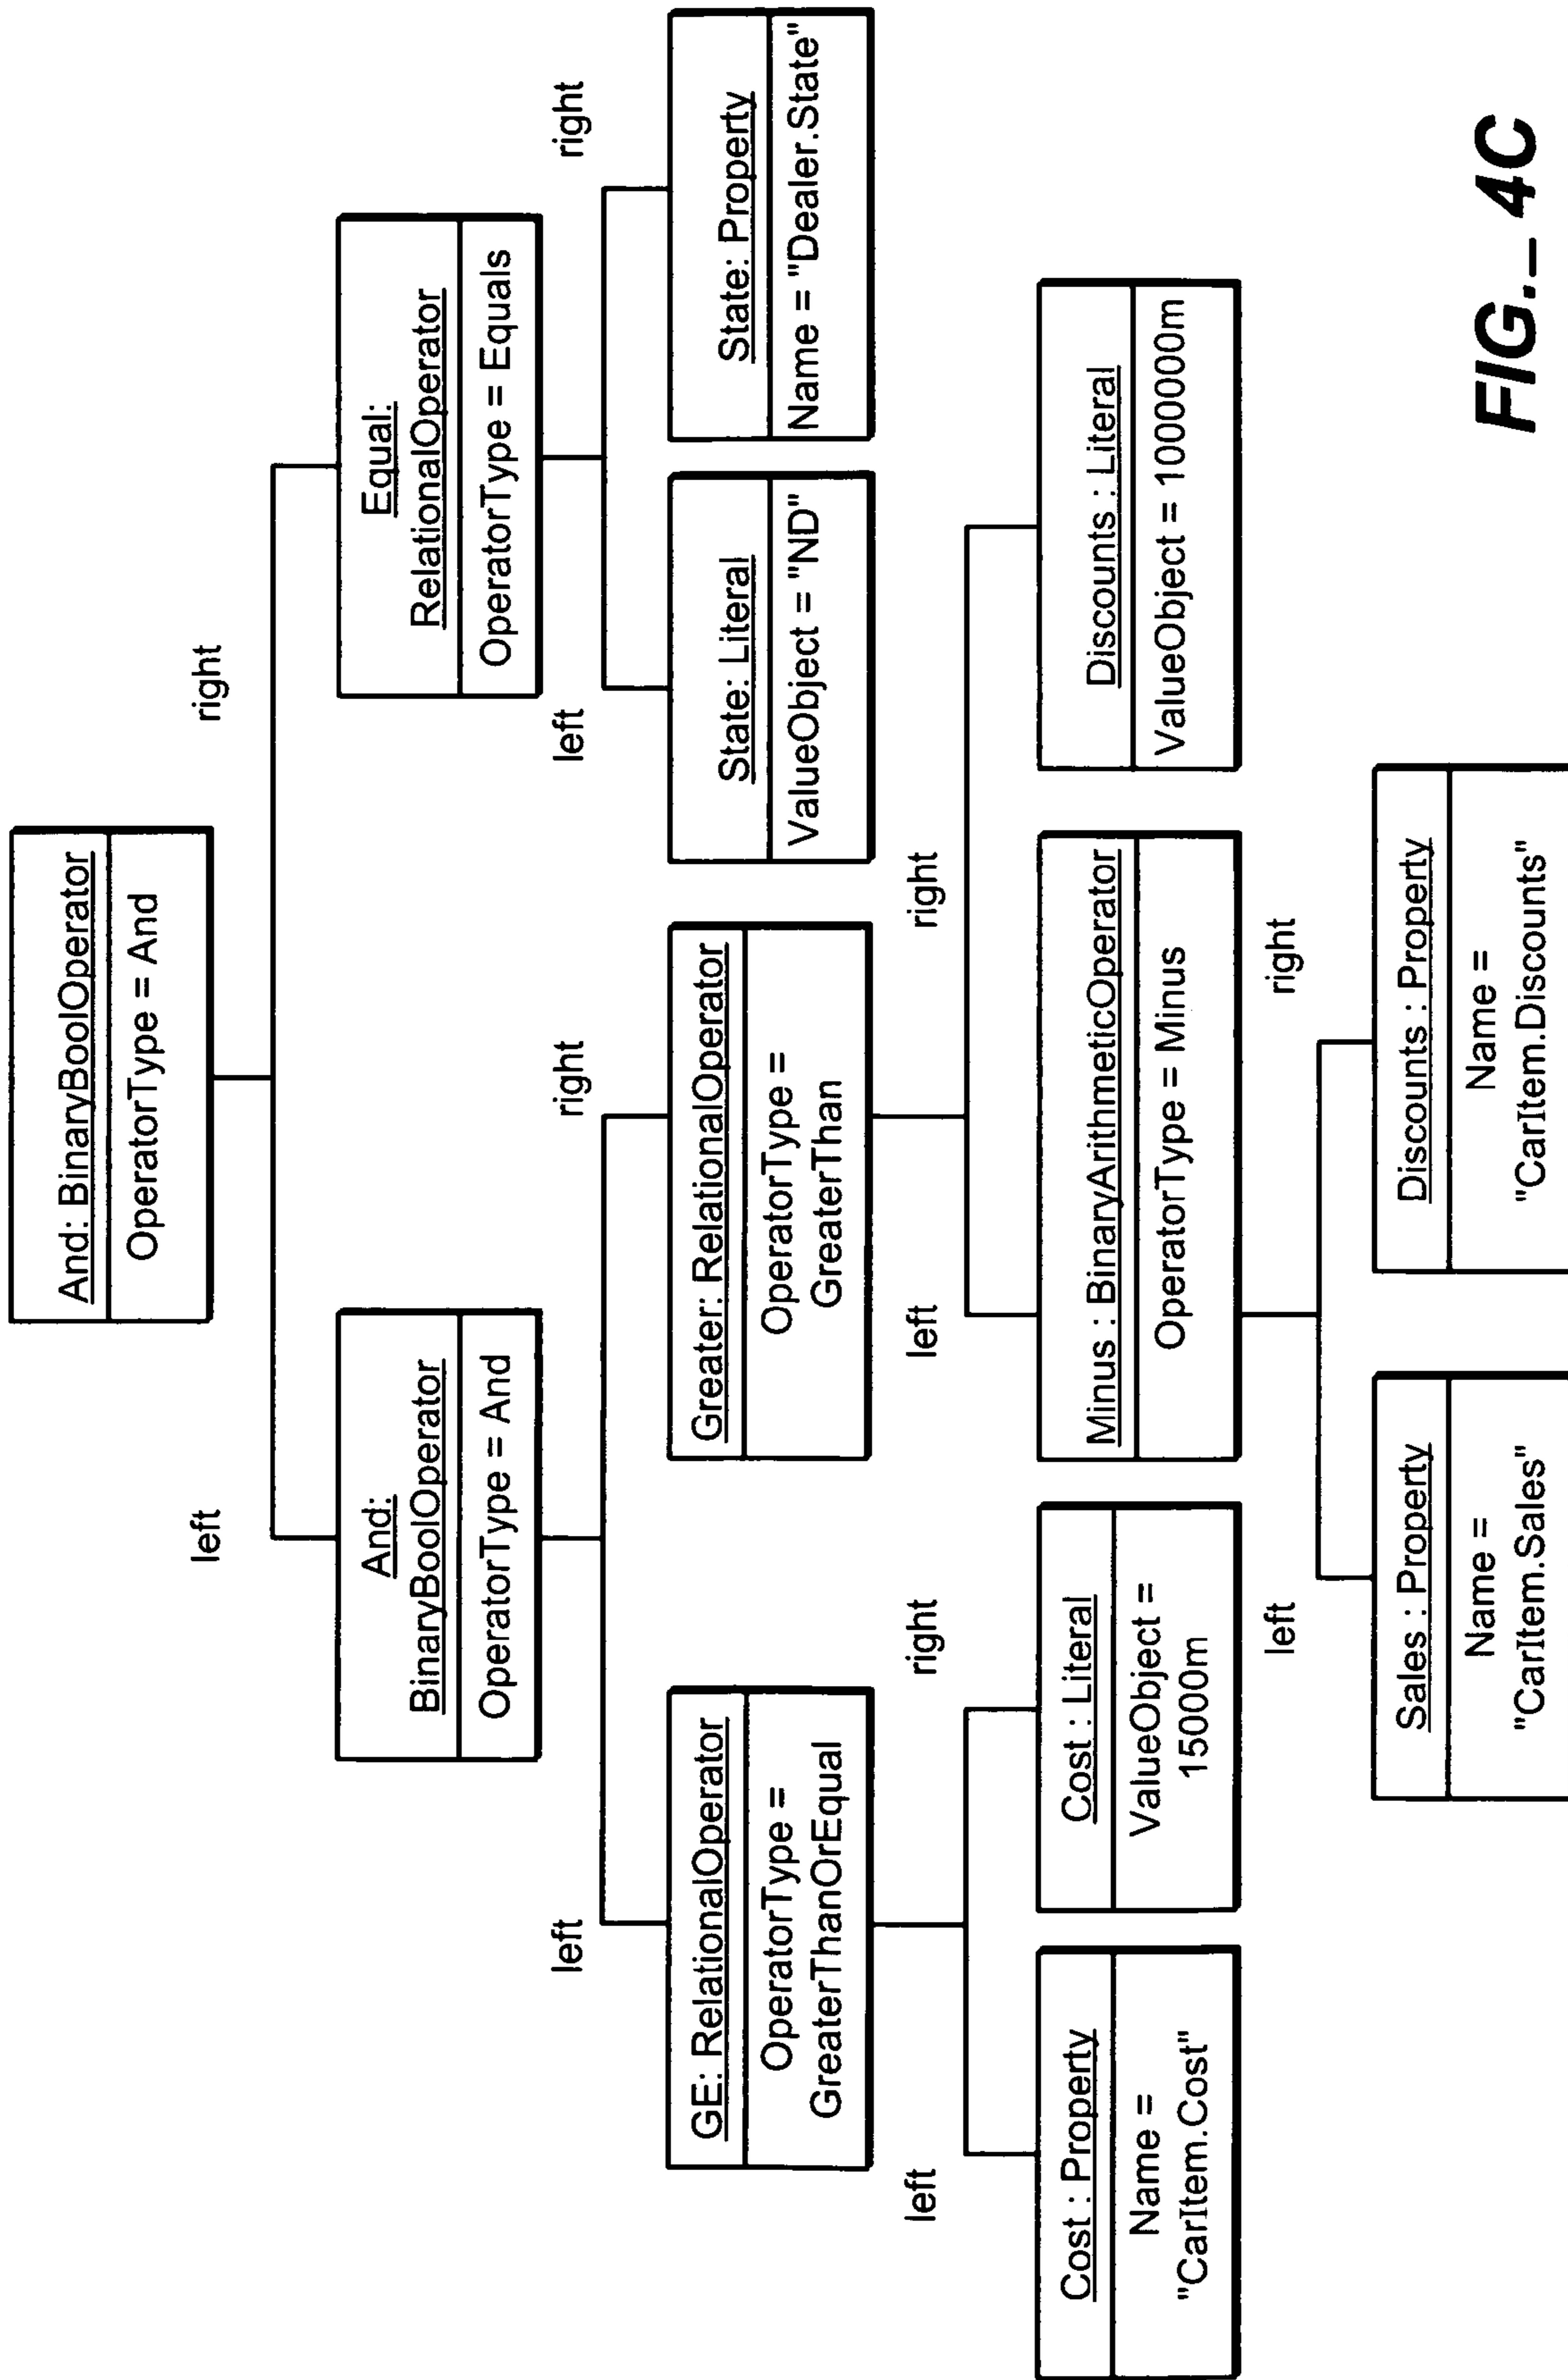 And: BinaryBoolOperator
OperatorType = And
left
right
And:
BinaryBoolOperator
OperatorType = And
Equal:
RelationalOperator
OperatorType = Equals
left
right
left
right
GE: RelationalOperator
OperatorType =
GreaterThanOrEqual
Greater: RelationalOperator
OperatorType =
GreaterThan
State: Literal
ValueObject = "ND"
State: Property
Name = "Dealer.State"
left
right
left
right
Cost : Property
Name =
"CarItem.Cost"
Cost : Literal
ValueObject =
15000m
Minus : BinaryArithmeticOperator
OperatorType = Minus
Discounts : Literal
ValueObject = 1000000m
left
right
Sales : Property
Name =
"CarItem.Sales"
Discounts : Property
Name =
"CarItem.Discounts"
FIG._ 4C